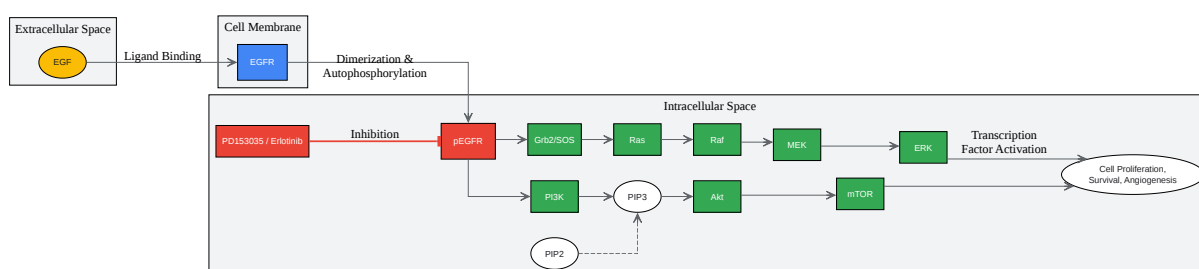 Extracellular Space
EGF
Ligand Binding
Cell Membrane
EGFR
Dimerization &
Autophosphorylation
Intracellular Space
PD153035 / Erlotinib
Inhibition
pEGFR
Grb2/SOS
Ras
Raf
MEK
ERK
Transcription
Factor Activation
Cell Proliferation,
Survival, Angiogenesis
PI3K
PIP3
Akt
mTOR
PIP2